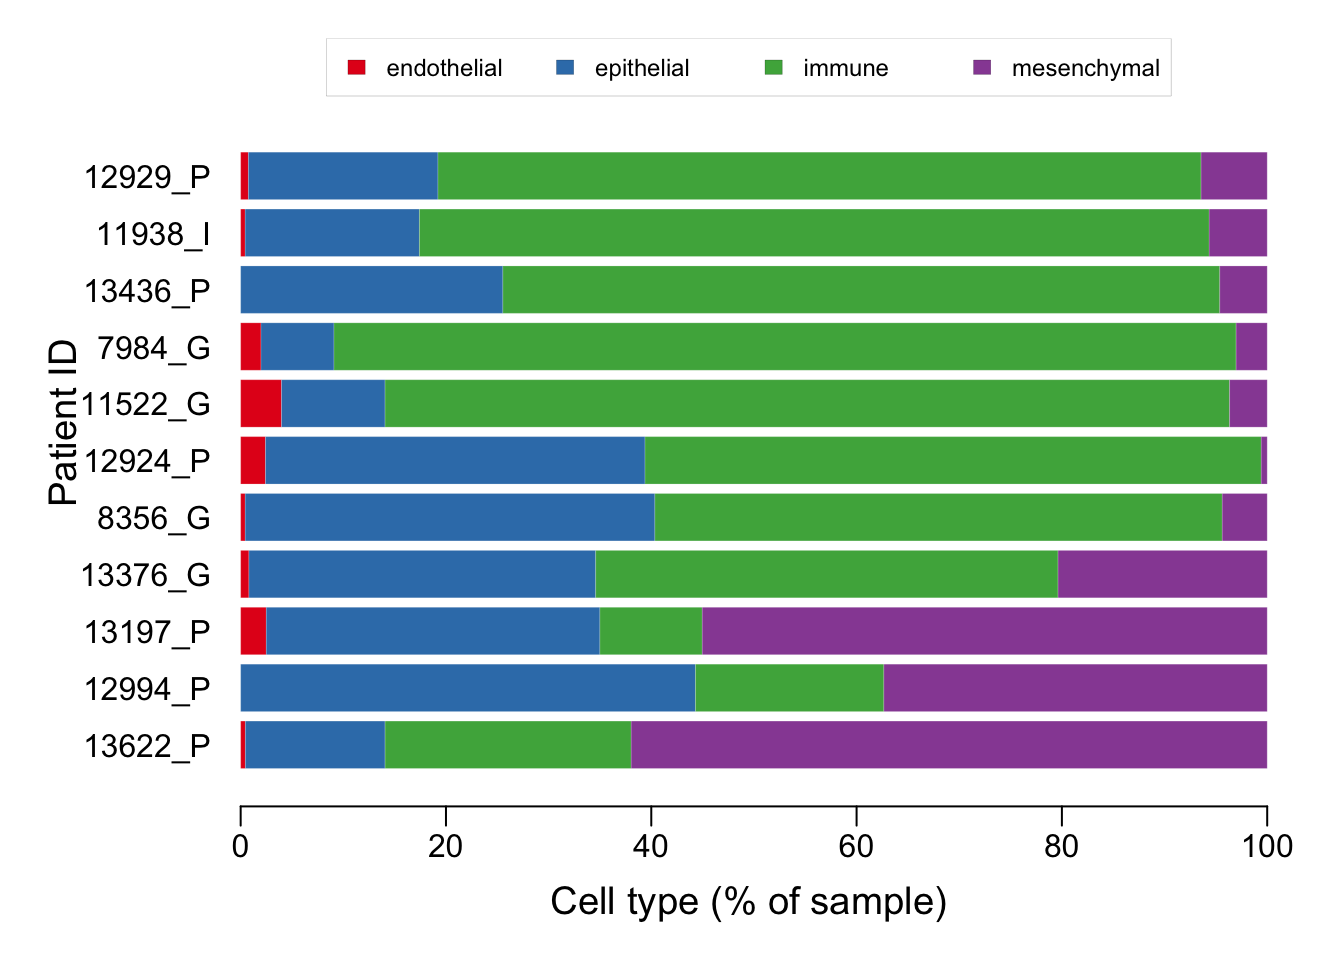 endothelial epithelial immune mesenchymal
12929_P
11938_I
13436_P
7984_G
11522_G
12924_P
8356_G
13376_G
13197_P
12994_P
13622_P
Patient ID
0 20 40 60 80 100
Cell type (% of sample)